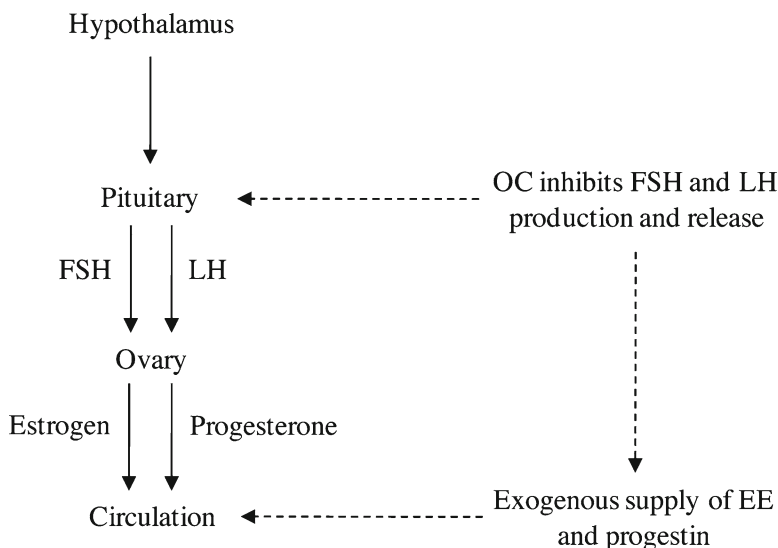 Hypothalamus
Pituitary
OC inhibits FSH and LH
production and release
FSH
LH
Ovary
Estrogen
Progesterone
Circulation
Exogenous supply of EE
and progestin